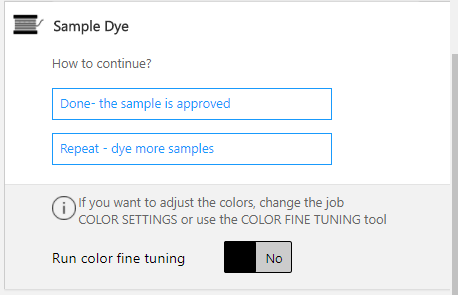 Sample Dye
How to continue?
Done- the sample is approved
Repeat - dye more samples
If you want to adjust the colors, change the job
COLOR SETTINGS or use the COLOR FINE TUNING tool
Run color fine tuning
No